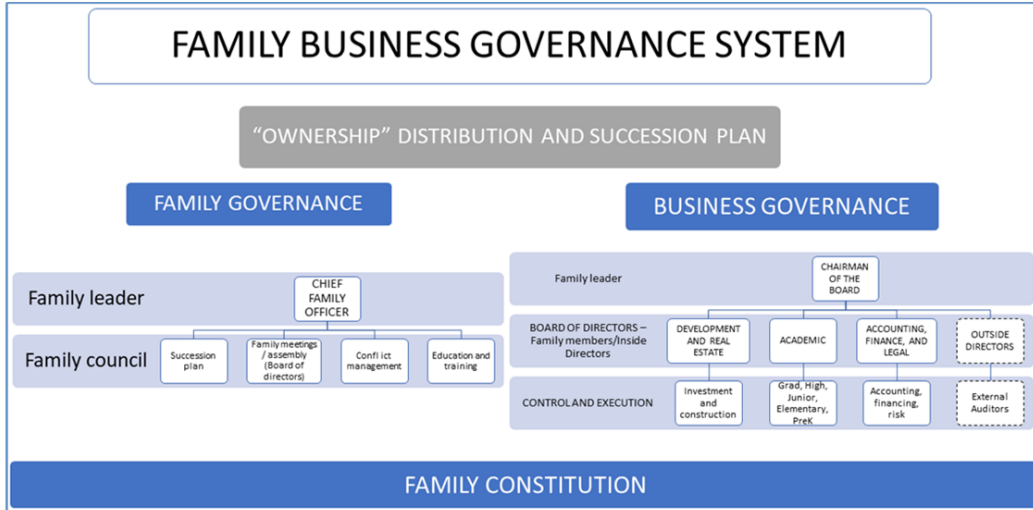 FAMILY BUSINESS GOVERNANCE SYSTEM
“OWNERSHIP” DISTRIBUTION AND SUCCESSION PLAN
FAMILY GOVERNANCE
Family leader
CHIEF
FAMILY
OFFICER
Family council
Succession
plan
Family meetings
/ assembly
(Board of
directors)
Confl ict
management
Education and
training
BUSINESS GOVERNANCE
Family leader
CHAIRMAN
OF THE
BOARD
BOARD OF DIRECTORS –
Family members/Inside
Directors
DEVELOPMENT
AND REAL
ESTATE
ACADEMIC
ACCOUNTING,
FINANCE, AND
LEGAL
OUTSIDE
DIRECTORS
CONTROL AND EXECUTION
Investment
and
construction
Grad, High,
Junior,
Elementary,
PreK
Accounting,
financing,
risk
External
Auditors
FAMILY CONSTITUTION